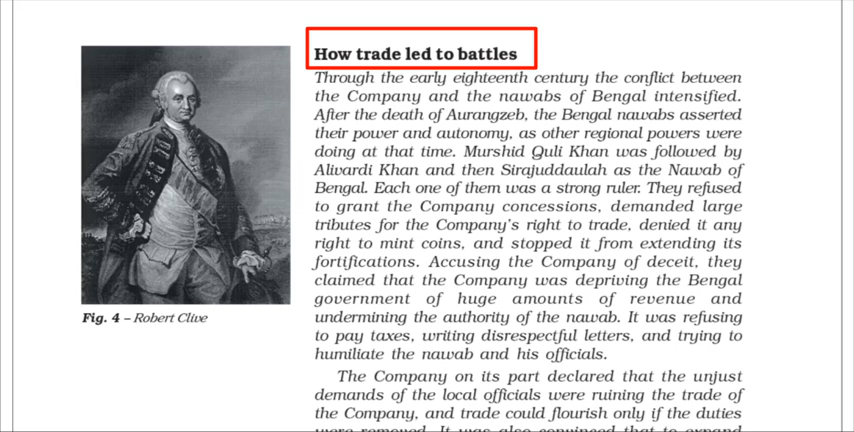 How trade led to battles
Through the early eighteenth century the conflict between
the Company and the nawabs of Bengal intensified.
After the death of Aurangzeb, the Bengal nawabs asserted
their power and autonomy, as other regional powers were
doing at that time. Murshid Quli Khan was followed by
Alivardi Khan and then Sirajuddaulah as the Nawab of
Bengal. Each one of them was a strong ruler. They refused
to grant the Company concessions, demanded large
tributes for the Company's right to trade, denied it any
right to mint coins, and stopped it from extending its
fortifications. Accusing the Company of deceit, they
claimed that the Company was depriving the Bengal
government of huge amounts of revenue and
undermining the authority of the nawab. It was refusing
to pay taxes, writing disrespectful letters, and trying to
humiliate the nawab and his officials.
The Company on its part declared that the unjust
demands of the local officials were ruining the trade of
the Company, and trade could flourish only if the duties
were removed. It was also convinced that to expand
Fig. 4 – Robert Clive